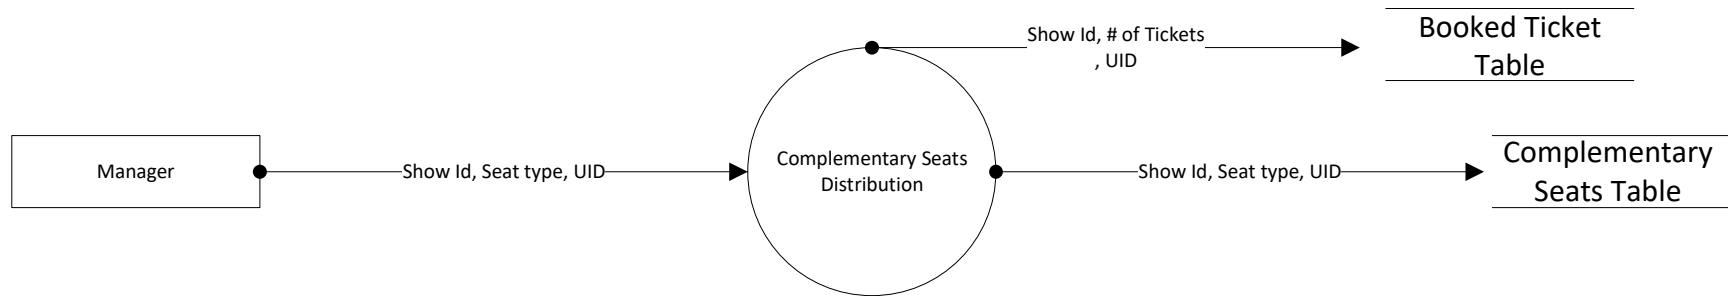 Show Id, # of Tickets
, UID
Booked Ticket
Table
Manager
Show Id, Seat type, UID
Complementary Seats
Distribution
Show Id, Seat type, UID
Complementary
Seats Table